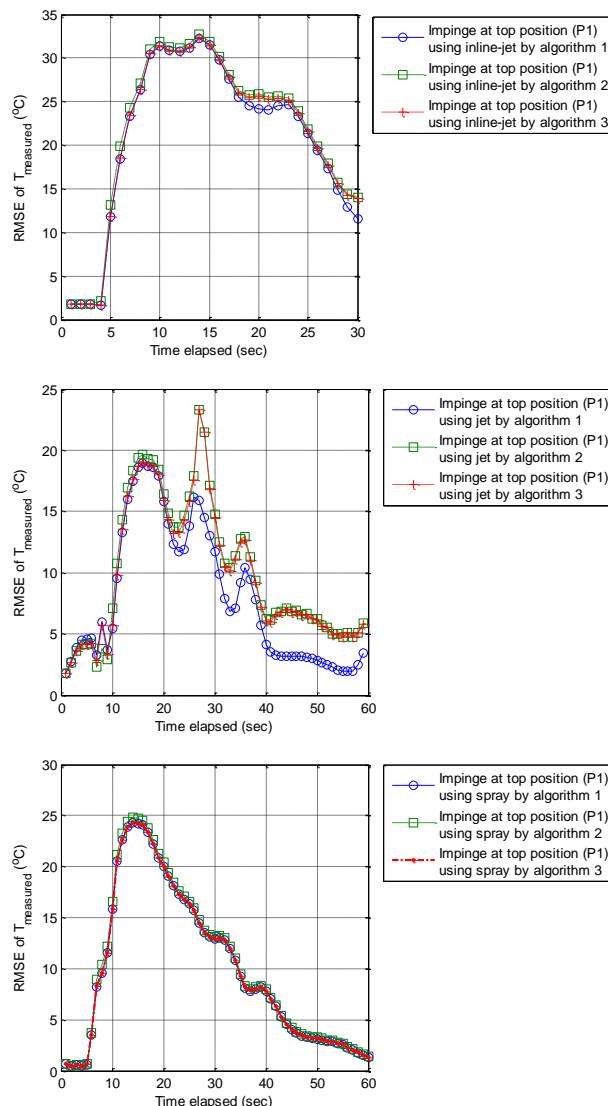 35
30
25
20
15
10
5
0
0
5
10
15
20
25
30
RMSE of T measured (ºC)
Time elapsed (sec)
Impinge at top position (P1)
using inline-jet by algorithm 1
Impinge at top position (P1)
using inline-jet by algorithm 2
Impinge at top position (P1)
using inline-jet by algorithm 3
25
20
15
10
5
0
0
10
20
30
40
50
60
RMSE of T measured (ºC)
Time elapsed (sec)
Impinge at top position (P1)
using jet by algorithm 1
Impinge at top position (P1)
using jet by algorithm 2
Impinge at top position (P1)
using jet by algorithm 3
30
25
20
15
10
5
0
0
10
20
30
40
50
60
RMSE of T measured (ºC)
Time elapsed (sec)
Impinge at top position (P1)
using spray by algorithm 1
Impinge at top position (P1)
using spray by algorithm 2
Impinge at top position (P1)
using spray by algorithm 3